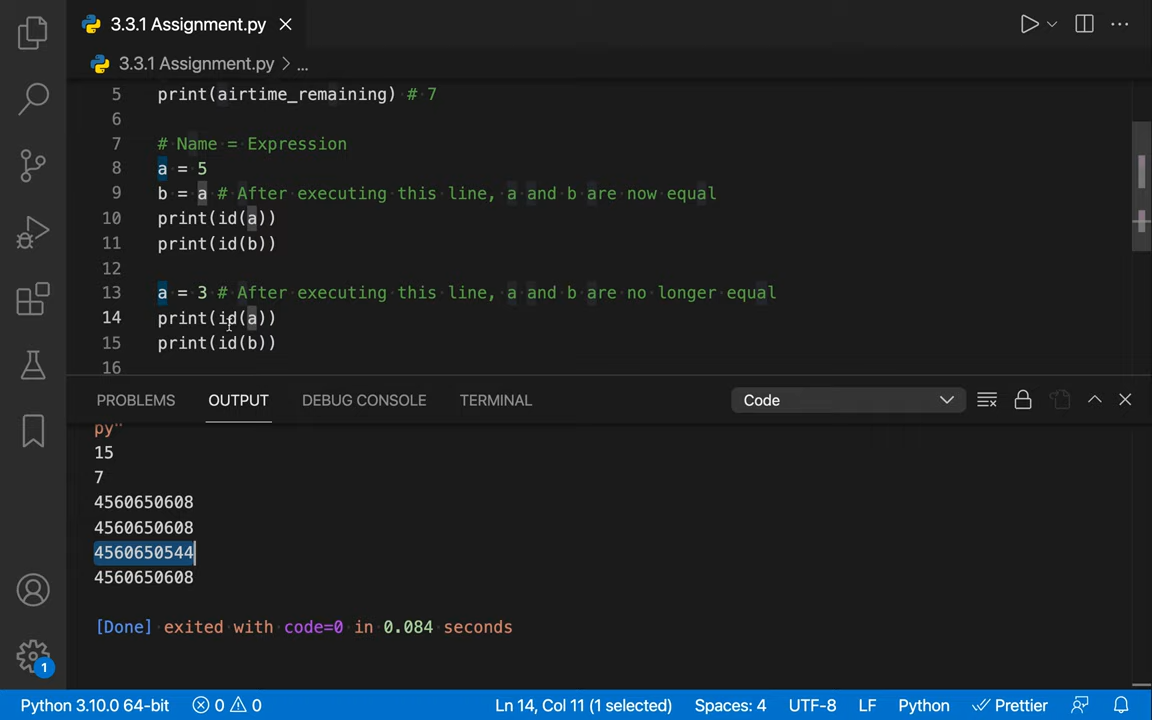 3.3.1 Assignment.py
3.3.1 Assignment.py > ...
5 print(airtime_remaining) # 7
6
7 # Name = Expression
8 a = 5
9 b = a # After executing this line, a and b are now equal
10 print(id(a))
11 print(id(b))
12
13 a = 3 # After executing this line, a and b are no longer equal
14 print(id(a))
15 print(id(b))
16
PROBLEMS OUTPUT DEBUG CONSOLE TERMINAL Code
py"
15
7
4560650608
4560650608
4560650544
4560650608
[Done] exited with code=0 in 0.084 seconds
1
Python 3.10.0 64-bit 0 0 Ln 14, Col 11 (1 selected) Spaces: 4 UTF-8 LF Python Prettier